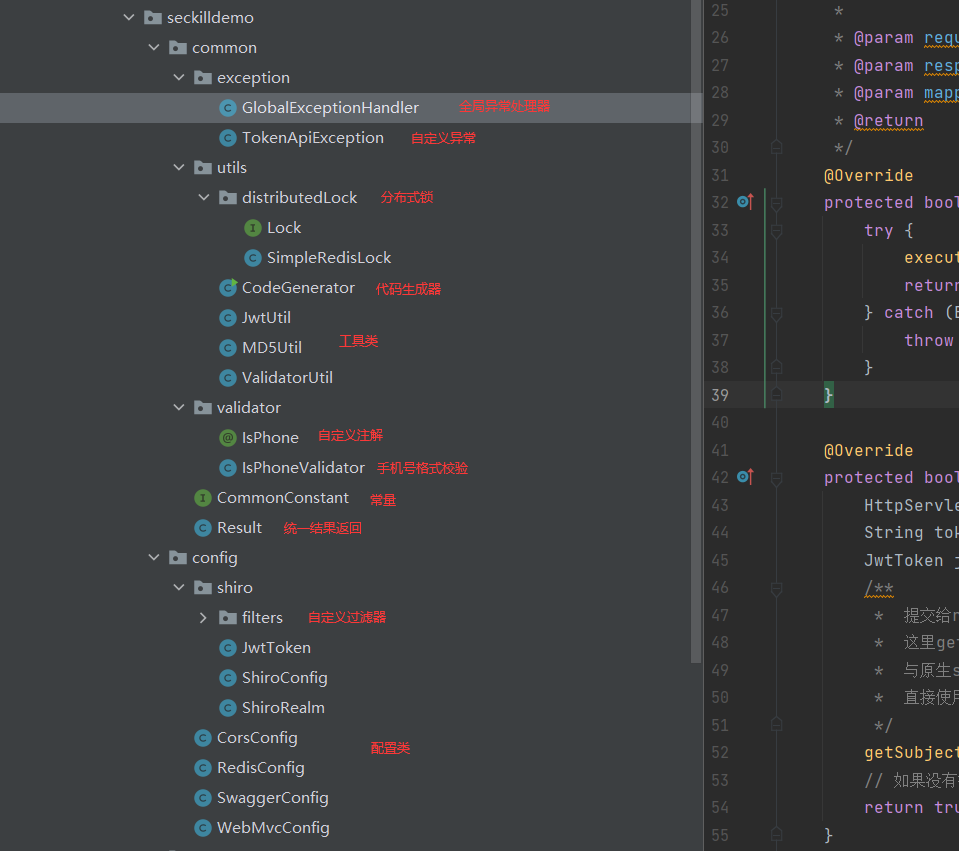 seckilldemo
common
exception
GlobalExceptionHandler 全局异常处理器
TokenApiException 自定义异常
utils
distributedLock 分布式锁
Lock
SimpleRedisLock
CodeGenerator 代码生成器
JwtUtil
MD5Util 工具类
ValidatorUtil
validator
IsPhone 自定义注解
IsPhoneValidator 手机号格式校验
CommonConstant 常量
Result 统一结果返回
config
shiro
filters 自定义过滤器
JwtToken
ShiroConfig
ShiroRealm
CorsConfig 配置类
RedisConfig
SwaggerConfig
WebMvcConfig
25 *
26 * @param requ
27 * @param resp
28 * @param mapp
29 * @return
30 */
31 @Override
32 protected bool
33 try {
34 execut
35 return
36 } catch (E
37 throw
38 }
39 }
40
41 @Override
42 protected bool
43 HttpServle
44 String tok
45 JwtToken j
46 /**
47 * 提交给r
48 * 这里get
49 * 与原生s
50 * 直接使用
51 */
52 getSubject
53 // 如果没有
54 return tru
55 }